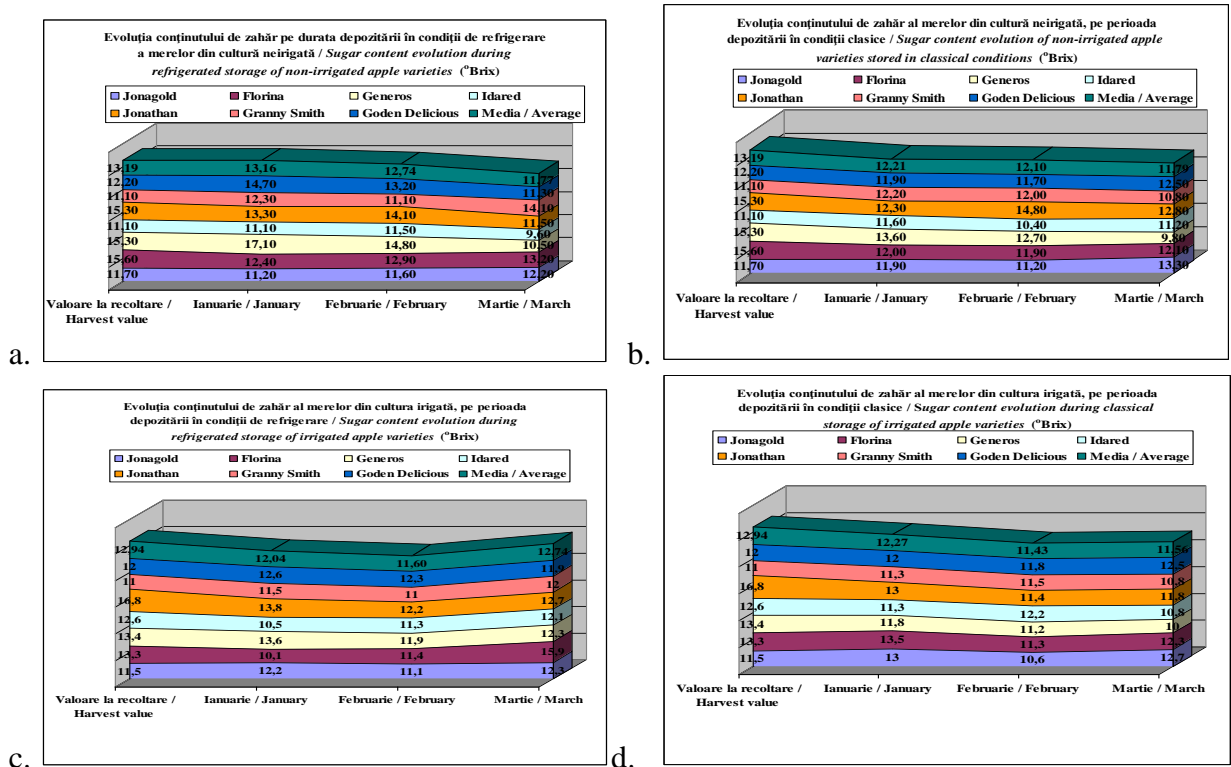 Evoluția conținutului de zahăr pe durata depozitării în condiții de refrigerare
a merelor din cultură neirigată / Sugar content evolution during
refrigerated storage of non-irrigated apple varieties (°Brix)
Jonagold Florina Generos Idared
Jonathan Granny Smith Goden Delicious Media / Average
13,19 13,16 12,74 11,77
12,20 14,70 13,20 11,30
11,10 12,30 11,10 14,10
15,30 13,30 14,10 11,50
11,10 11,10 11,50 9,60
15,30 17,10 14,80 10,50
15,60 12,40 12,90 13,20
11,70 11,20 11,60 12,20
Valoare la recoltare / Ianuarie / January Februarie / February Martie / March
Harvest value
a.
Evoluția conținutului de zahăr al merelor din cultură neirigată, pe perioada
depozitării în condiții clasice / Sugar content evolution of non-irrigated apple
varieties stored in classical conditions (°Brix)
Jonagold Florina Generos Idared
Jonathan Granny Smith Goden Delicious Media / Average
13,19 12,21 12,10 11,79
12,20 11,90 11,70 12,50
11,10 12,20 12,00 10,80
15,30 12,30 14,80 12,80
11,10 11,60 10,40 11,20
15,30 13,60 12,70 9,80
15,60 12,00 11,90 12,10
11,70 11,90 11,20 13,30
Valoare la recoltare / Ianuarie / January Februarie / February Martie / March
Harvest value
b.
Evoluția conținutului de zahăr al merelor din cultura irigată, pe perioada
depozitării în condiții de refrigerare / Sugar content evolution during
refrigerated storage of irrigated apple varieties (°Brix)
Jonagold Florina Generos Idared
Jonathan Granny Smith Goden Delicious Media / Average
12,94 12,04 11,60 12,74
12 12,6 12,3 11,9
11 11,5 11 12
16,8 13,8 12,2 12,7
12,6 10,5 11,3 12,1
13,4 13,6 11,9 12,3
13,3 10,1 11,4 15,9
11,5 12,2 11,1 12,3
Valoare la recoltare / Ianuarie / January Februarie / February Martie / March
Harvest value
c.
Evoluția conținutului de zahăr al merelor din cultura irigată, pe perioada
depozitării în condiții clasice / Sugar content evolution during classical
storage of irrigated apple varieties (°Brix)
Jonagold Florina Generos Idared
Jonathan Granny Smith Goden Delicious Media / Average
12,94 12,27 11,43 11,56
12 12 11,8 12,5
11 11,3 11,5 10,8
16,8 13 11,4 11,8
12,6 11,3 12,2 10,8
13,4 11,8 11,2 10
13,3 13,5 11,3 12,3
11,5 13 10,6 12,7
Valoare la recoltare / Ianuarie / January Februarie / February Martie / March
Harvest value
d.